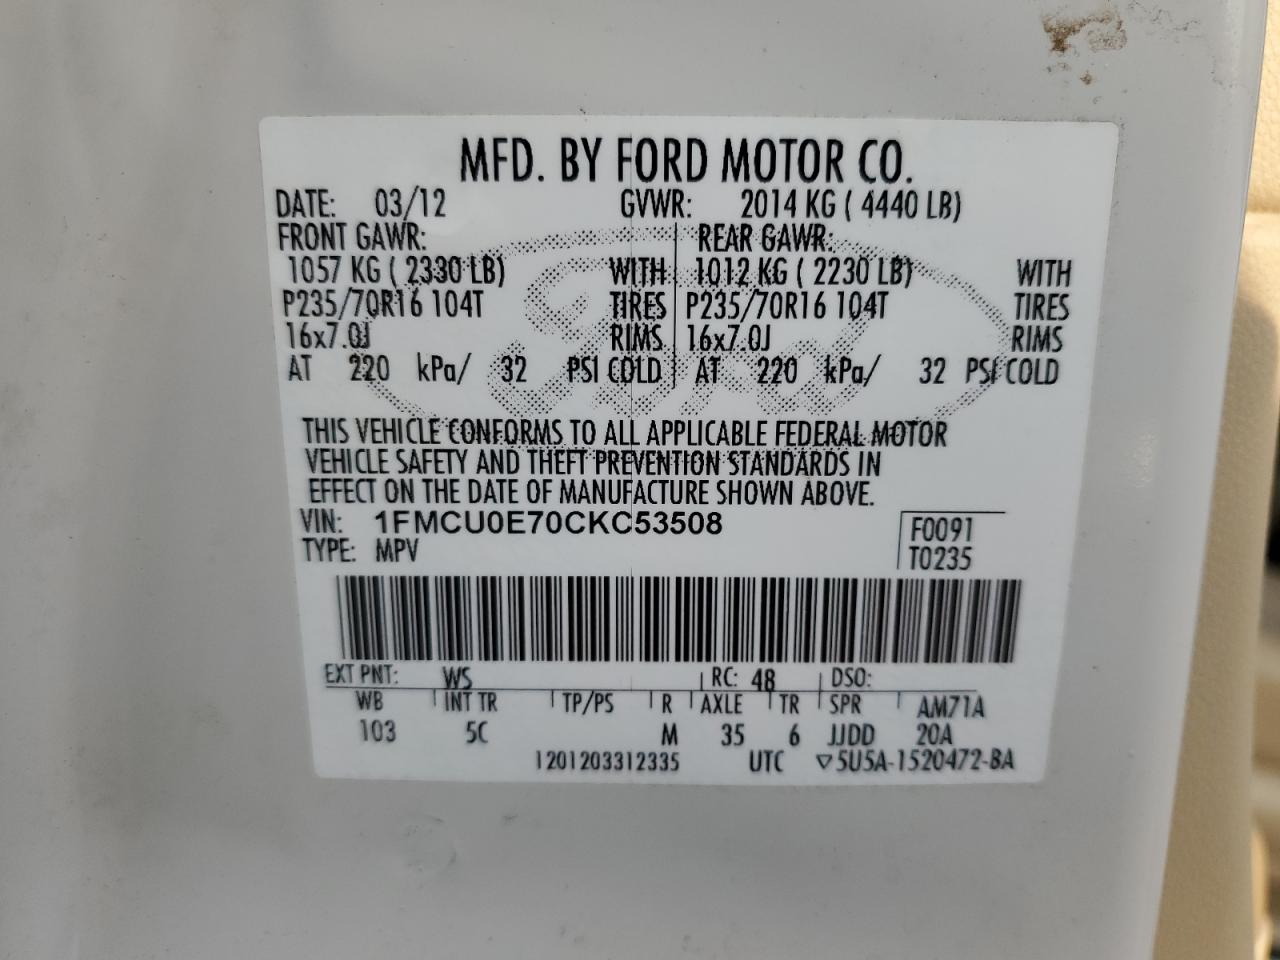 MFD. BY FORD MOTOR CO.
DATE: 03/12 GVWR: 2014 KG ( 4440 LB)
FRONT GAWR: REAR GAWR:
1057 KG ( 2330 LB) WITH 1012 KG ( 2230 LB) WITH
P235/70R16 104T TIRES P235/70R16 104T TIRES
16x7.0J RIMS 16x7.0J RIMS
AT 220 kPa/ 32 PSI COLD AT 220 kPa/ 32 PSI COLD
Ford
THIS VEHICLE CONFORMS TO ALL APPLICABLE FEDERAL MOTOR
VEHICLE SAFETY AND THEFT PREVENTION STANDARDS IN
EFFECT ON THE DATE OF MANUFACTURE SHOWN ABOVE.
VIN: 1FMCU0E70CKC53508 F0091
TYPE: MPV T0235
EXT PNT: WS RC: 48 DSO:
WB INT TR TP/PS R AXLE TR SPR AM71A
103 5C M 35 6 JJDD 20A
1201203312335 UTC ▽5U5A-1520472-BA